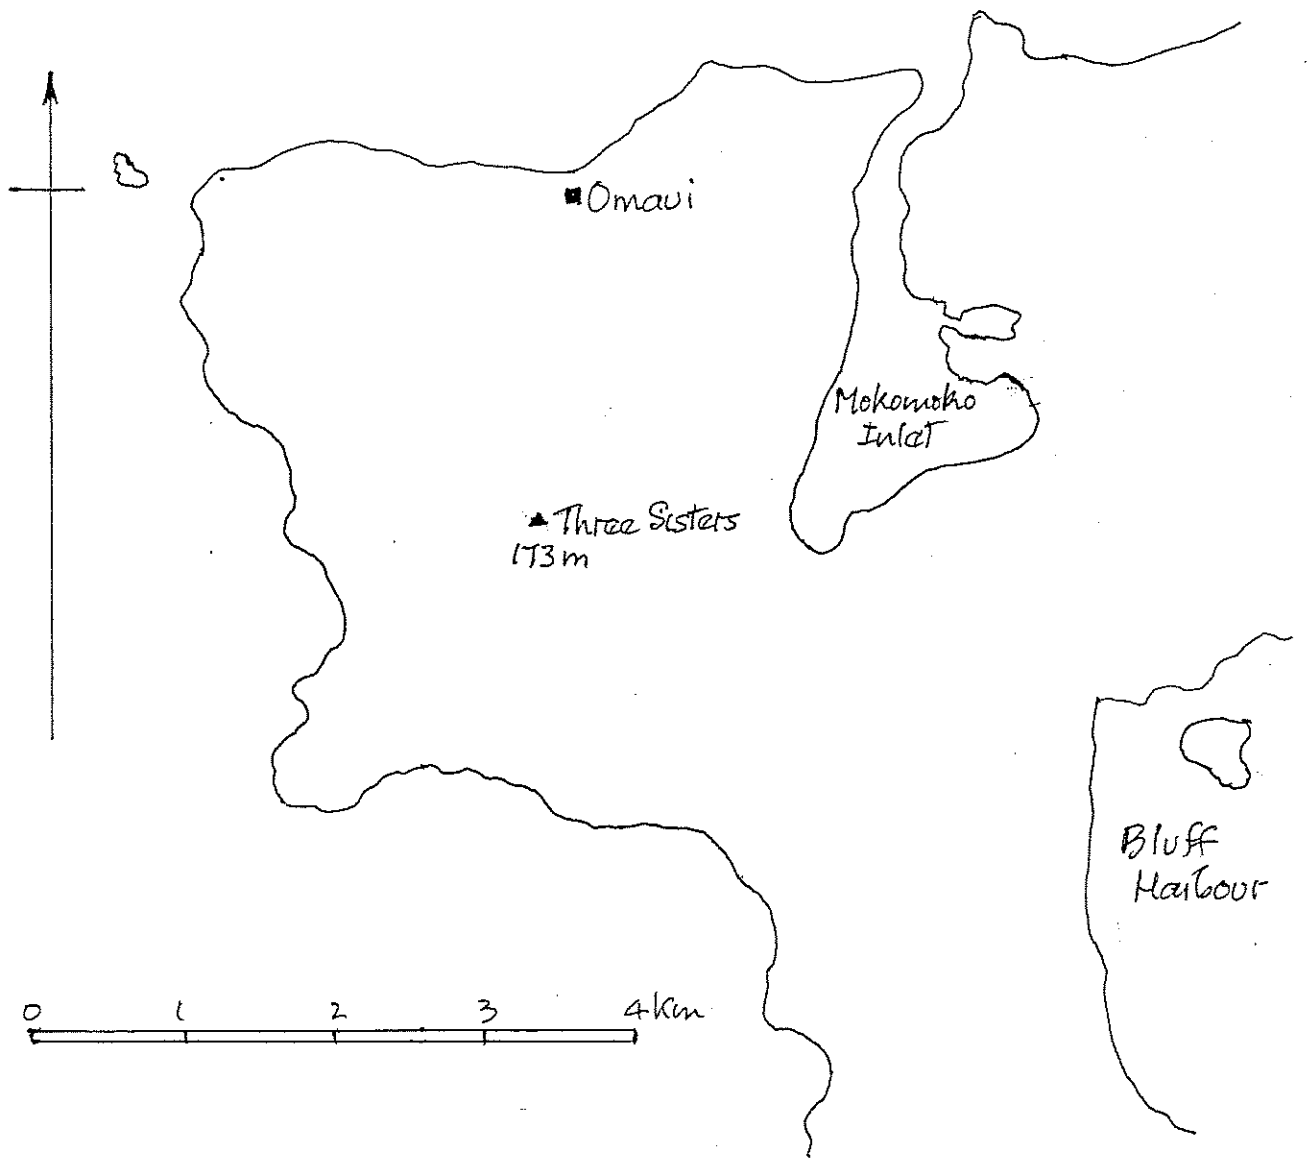 Omaui
Mokomoko
Inlet
Three Sisters
173m
Bluff
Harbour
0 1 2 3 4km